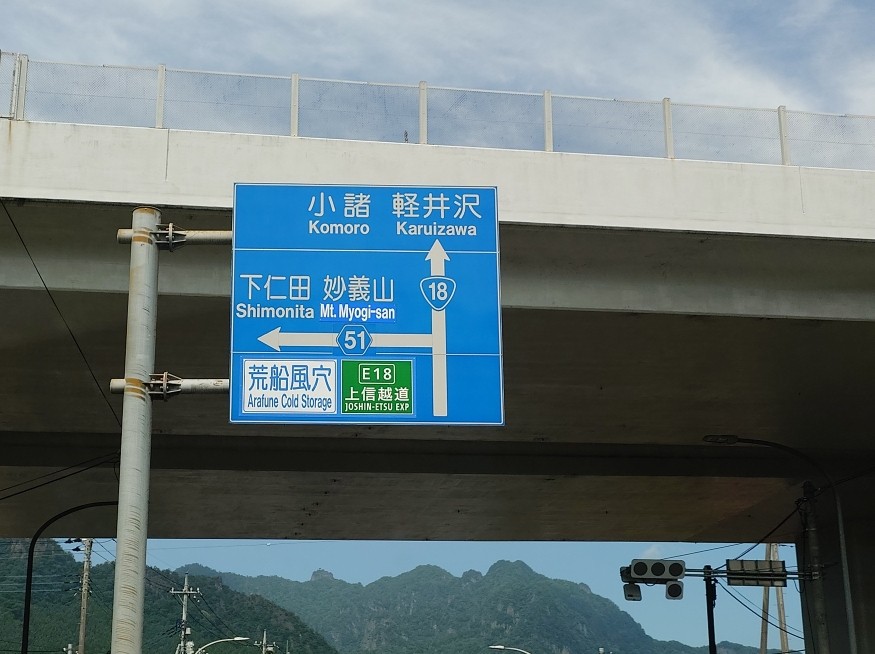 小諸 軽井沢
Komoro Karuizawa
18
下仁田 妙義山
Shimonita Mt. Myogi-san
51
荒船風穴
Arafune Cold Storage
E18
上信越道
JOSHIN-ETSU EXP